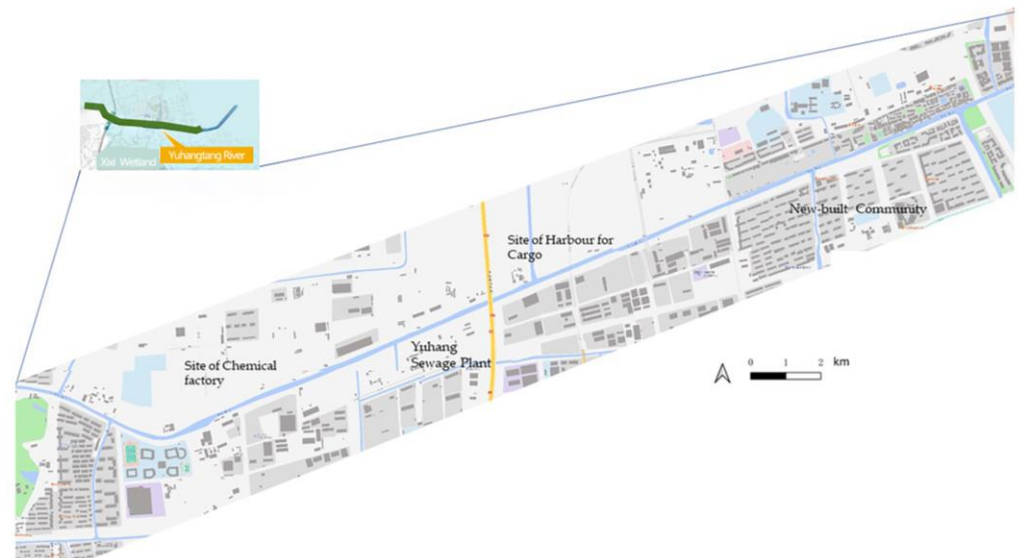 Xixi Wetland
Yuhangtang River
New-built Community
Site of Harbour for
Cargo
Yuhang
Sewage Plant
Site of Chemical
factory
0 1 2 km